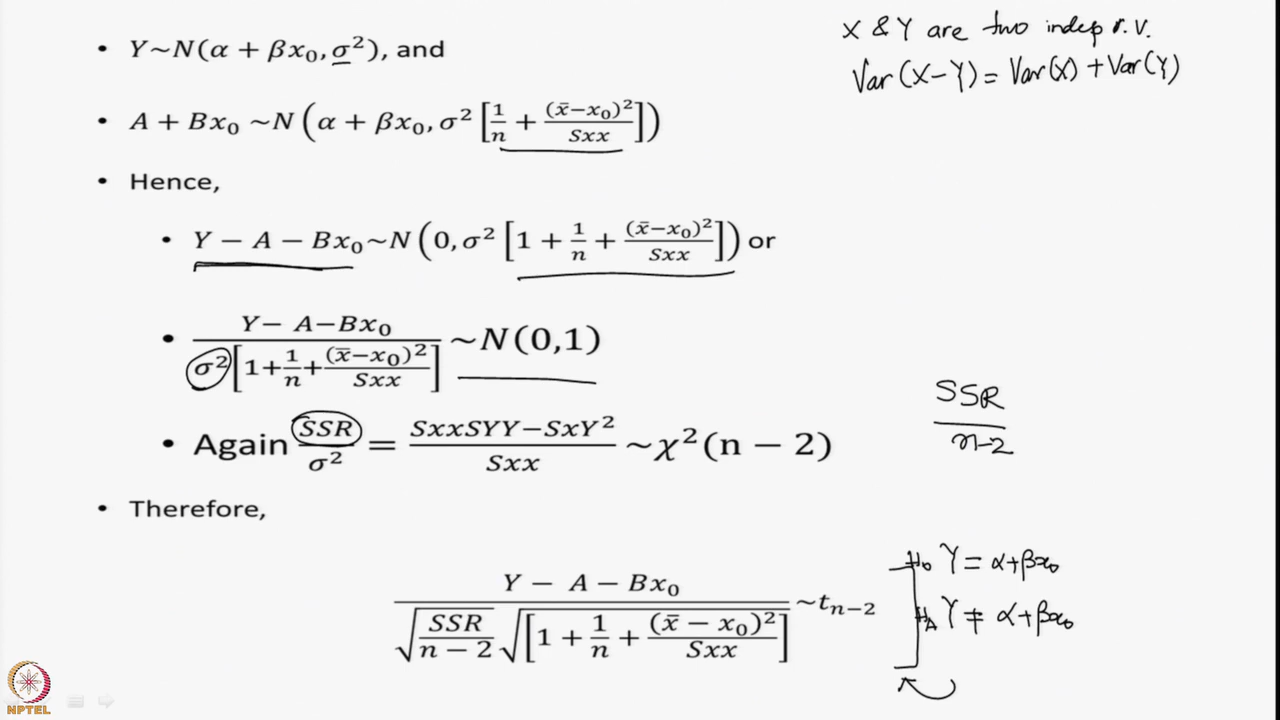 • Y~N(α + βx₀, σ²), and
X & Y are two indep r.v.
Var(X-Y) = Var(X) + Var(Y)
• A + Bx₀ ~N (α + βx₀, σ² [1/n + (x̄−x₀)²/Sxx])
• Hence,
• Y − A − Bx₀~N (0, σ² [1 + 1/n + (x̄−x₀)²/Sxx]) or
• Y− A−Bx₀ / σ²[1+1/n+(x̄−x₀)²/Sxx] ~N(0,1)
• Again SSR/σ² = SxxSYY−SxY²/Sxx ~χ²(n − 2)
SSR/n-2
• Therefore,
Y − A − Bx₀ / √(SSR/n − 2) √[1 + 1/n + (x̄ − x₀)²/Sxx] ~tₙ₋₂
H₀ Y = α+βx₀
H_A Y ≠ α+βx₀
NPTEL